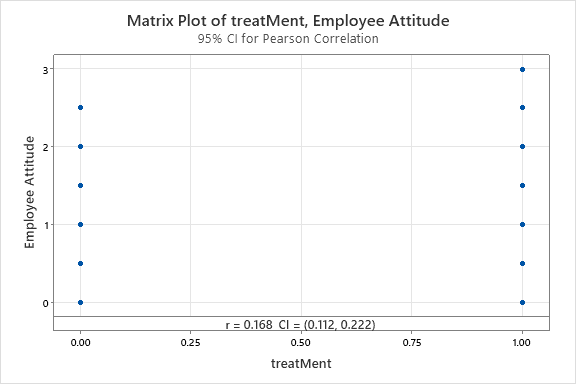 Matrix Plot of treatMent, Employee Attitude
95% CI for Pearson Correlation
Employee Attitude
3
2
1
0
r = 0.168 CI = (0.112, 0.222)
0.00 0.25 0.50 0.75 1.00
treatMent